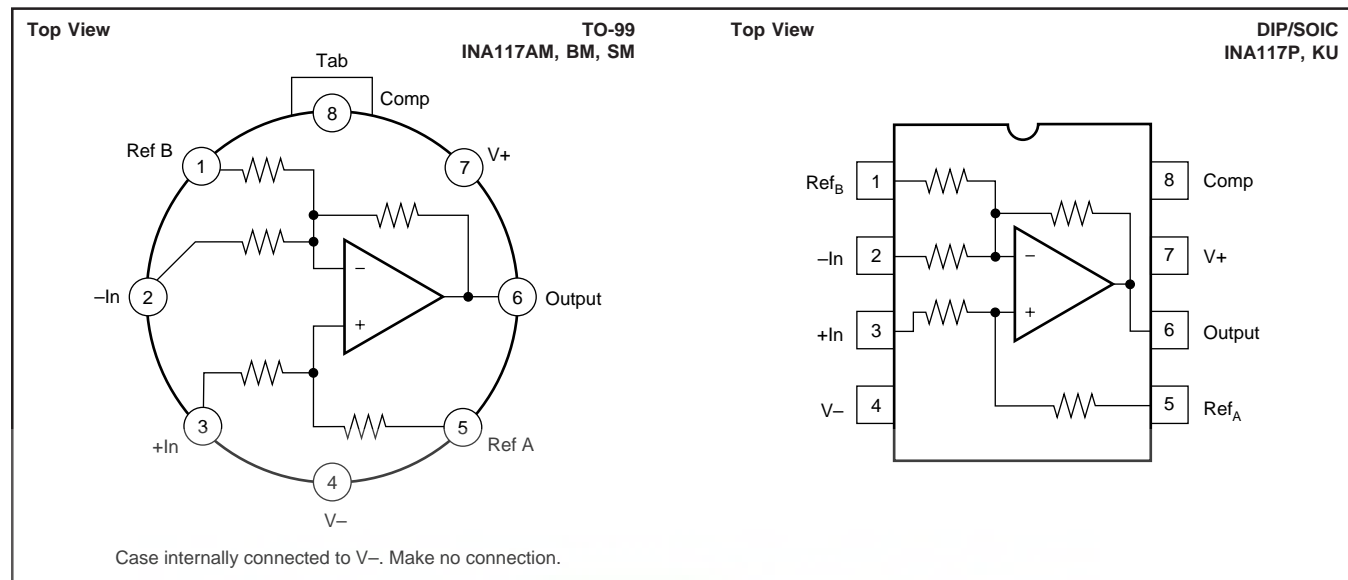 Top View
TO-99
INA117AM, BM, SM
Tab
8
Comp
Ref B
1
7
V+
–In
2
–
+
6
Output
3
+In
5
Ref A
4
V–
Case internally connected to V–. Make no connection.
Top View
DIP/SOIC
INA117P, KU
RefB
1
8
Comp
–In
2
–
7
V+
+In
3
+
6
Output
V–
4
5
RefA